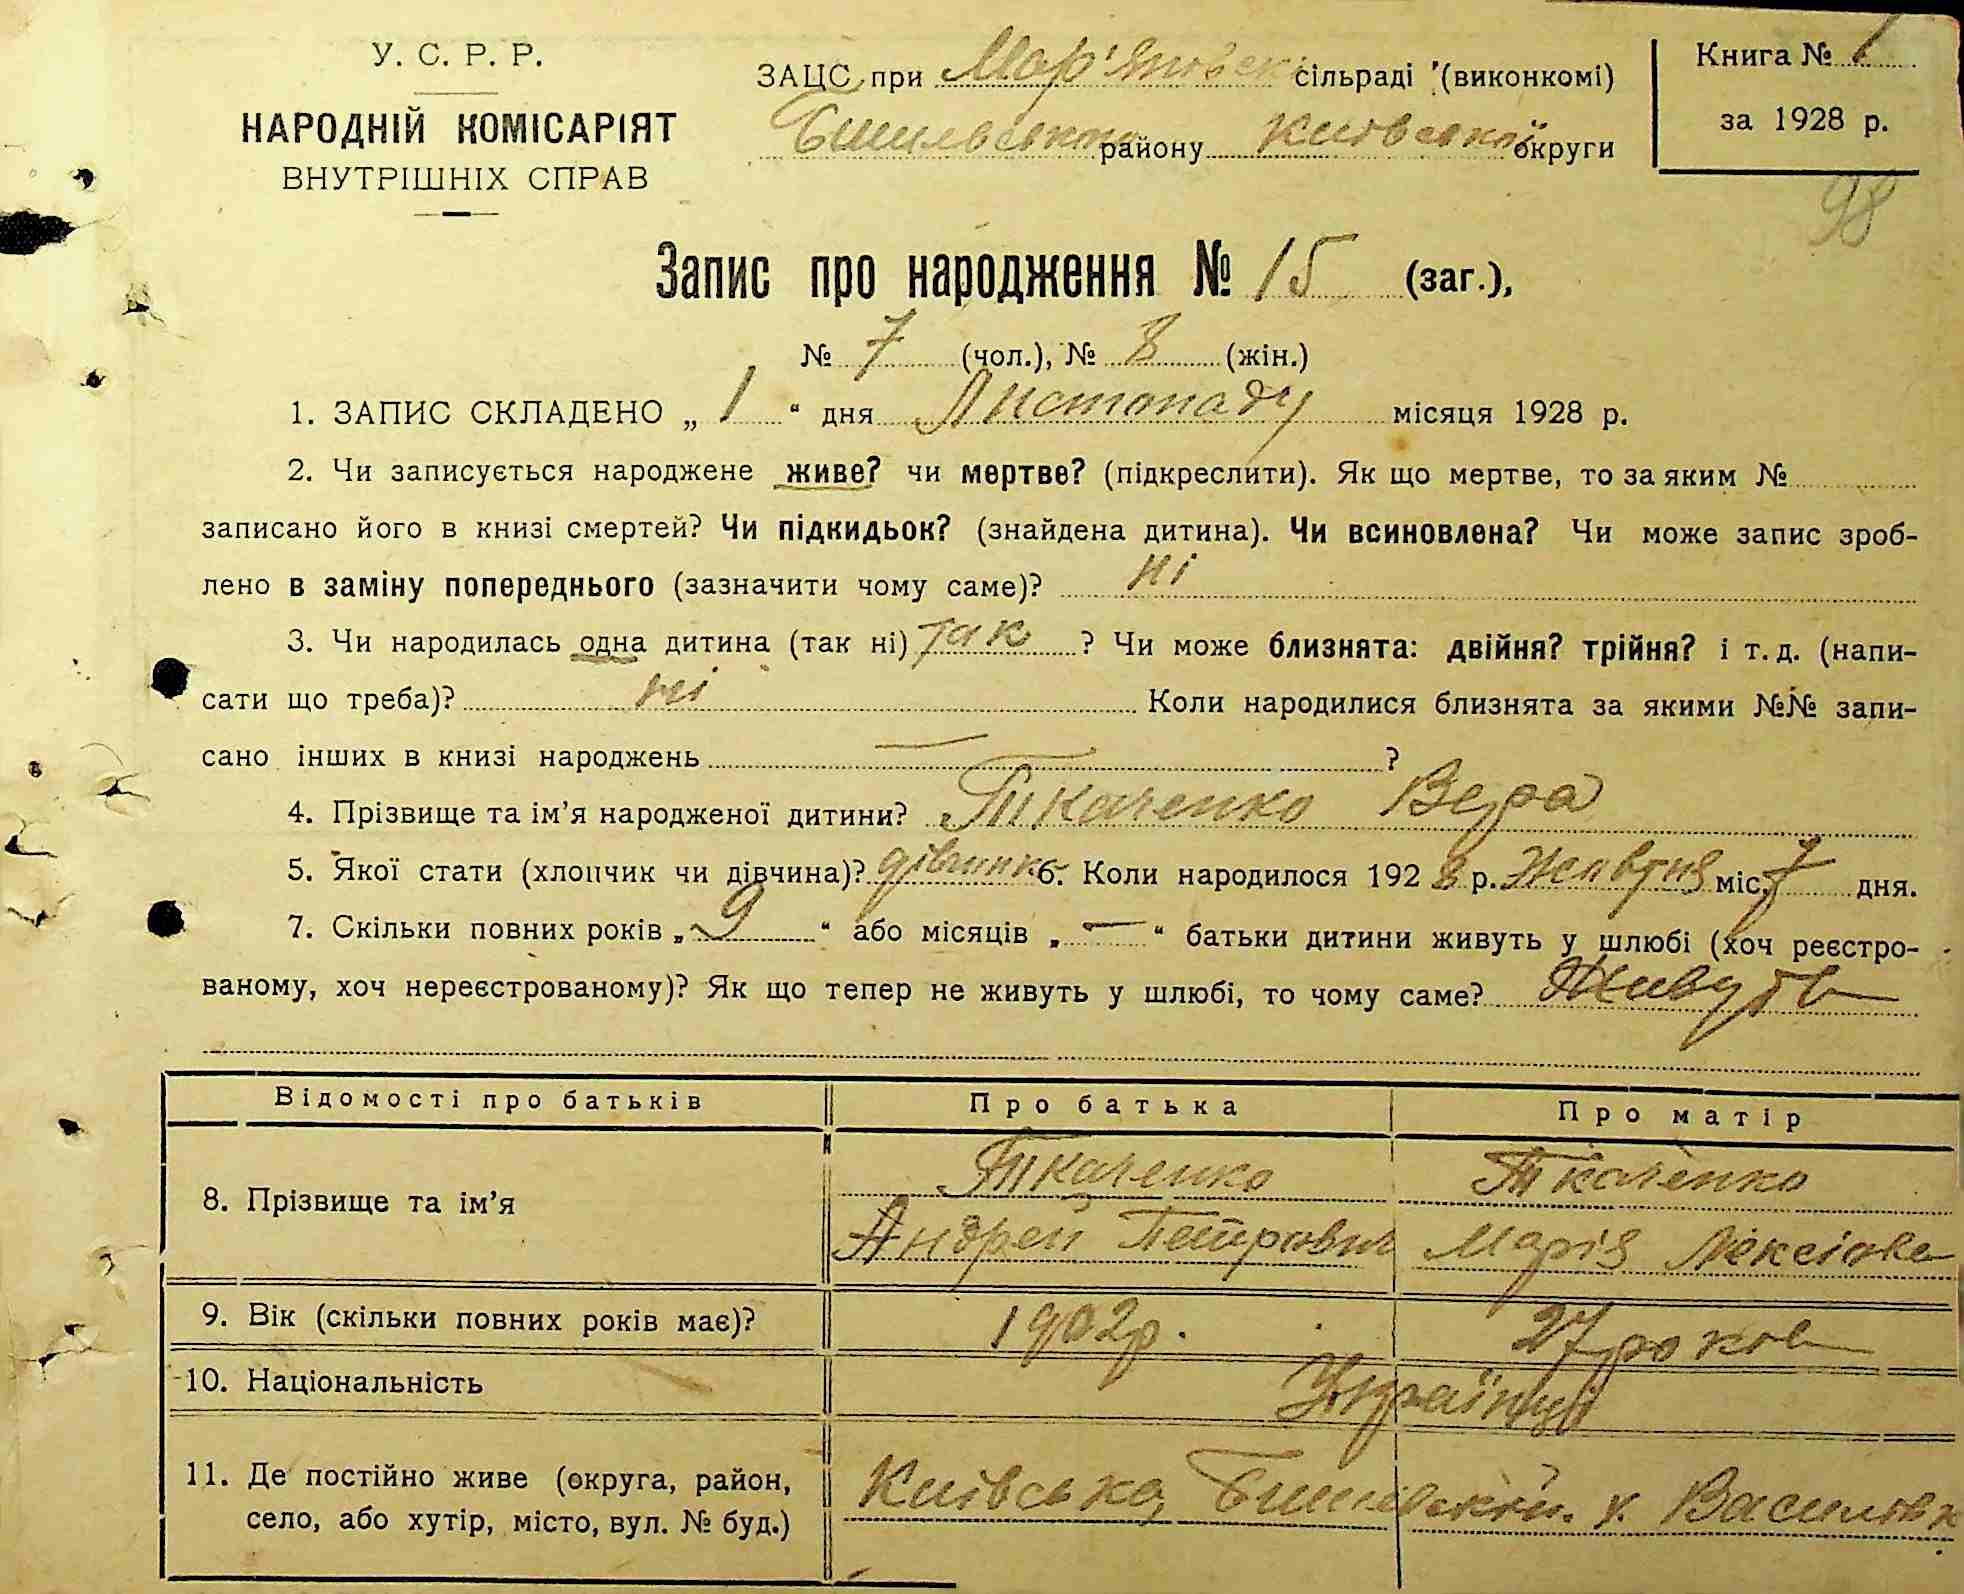 У. С. Р. Р.
НАРОДНІЙ КОМІСАРІЯТ
ВНУТРІШНІХ СПРАВ
ЗАЦС при Мар'яновск сільраді (виконкомі)
района Київської округи
Книга № 1
за 1928 р.
98
Запис про народження № 15 (заг.),
№ 7 (чол.), № 8 (жін.)
1. ЗАПИС СКЛАДЕНО „ 1 “ дня Листопаду місяця 1928 р.
2. Чи записується народжене живе? чи мертве? (підкреслити). Як що мертве, то за яким №
записано його в книзі смертей? Чи підкидьок? (знайдена дитина). Чи всиновлена? Чи може запис зроб-
лено в заміну попереднього (зазначити чому саме)? ні
3. Чи народилась одна дитина (так ні) так ? Чи може близнята: двійня? трійня? і т. д. (напи-
сати що треба)? ні Коли народилися близнята за якими №№ запи-
сано інших в книзі народжень — ?
4. Прізвище та ім’я народженої дитини? Ткаченко Вера
5. Якої стати (хлопчик чи дівчина)? дівчинка 6. Коли народилося 1928 р. Жовтня міс. 7 дня.
7. Скільки повних років „ 9 “ або місяців „ — “ батьки дитини живуть у шлюбі (хоч реєстро-
ваному, хоч нереєстрованому)? Як що тепер не живуть у шлюбі, то чому саме? Живуть
Відомості про батьків Про батька Про матір
8. Прізвище та ім’я Ткаченко Ткаченко
Андрей Петрович Марія
9. Вік (скільки повних років має)? 1902р. 27 роков
10. Національність Українці
11. Де постійно живе (округа, район,
село, або хутір, місто, вул. № буд.)
Київська, х. Василівк